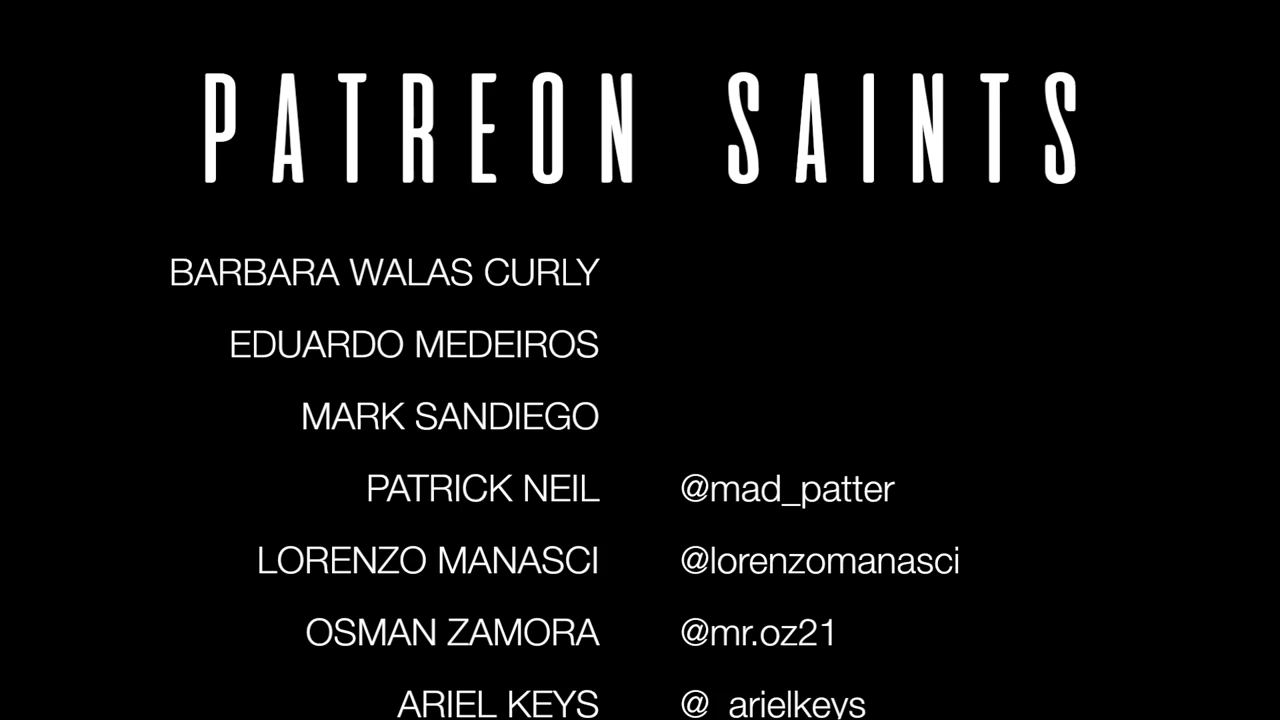 PATREON SAINTS
BARBARA WALAS CURLY
EDUARDO MEDEIROS
MARK SANDIEGO
PATRICK NEIL @mad_patter
LORENZO MANASCI @lorenzomanasci
OSMAN ZAMORA @mr.oz21
ARIEL KEYS @_arielkeys